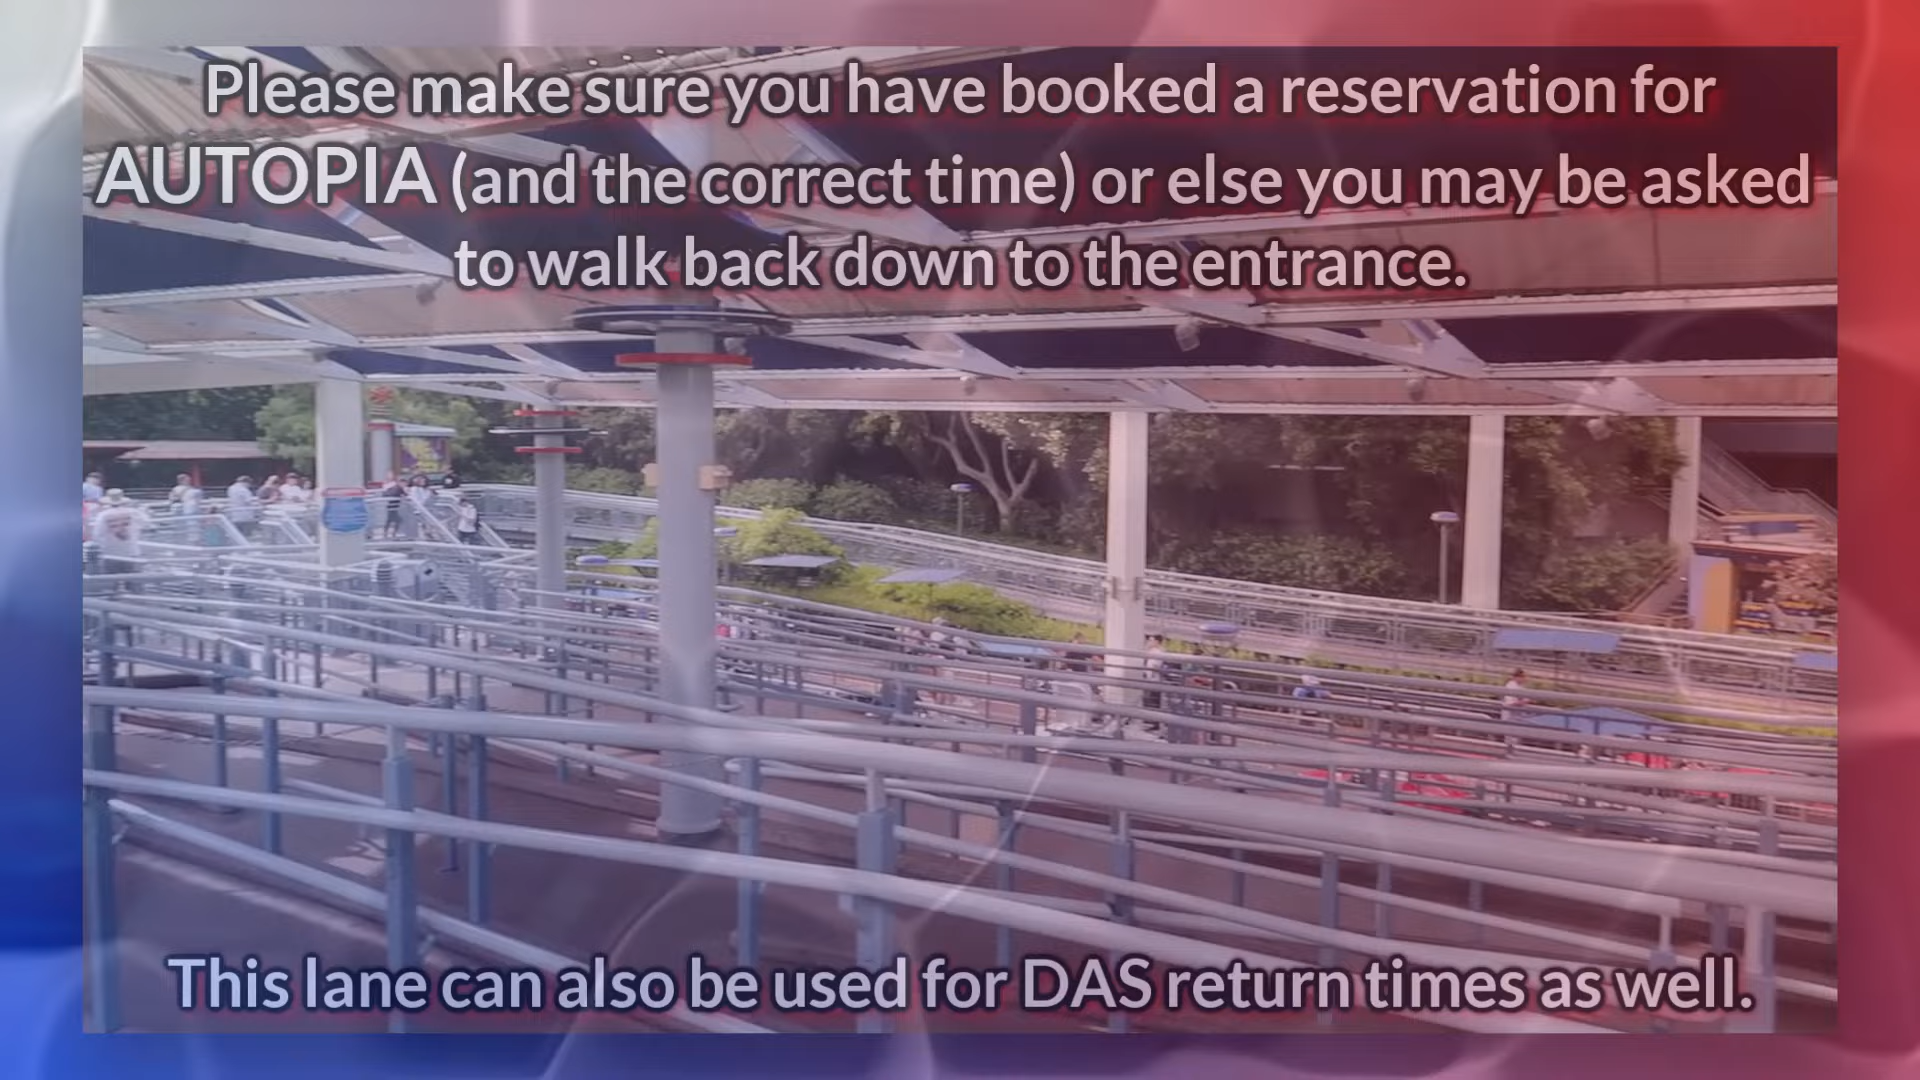 Please make sure you have booked a reservation for
AUTOPIA (and the correct time) or else you may be asked
to walk back down to the entrance.
This lane can also be used for DAS return times as well.